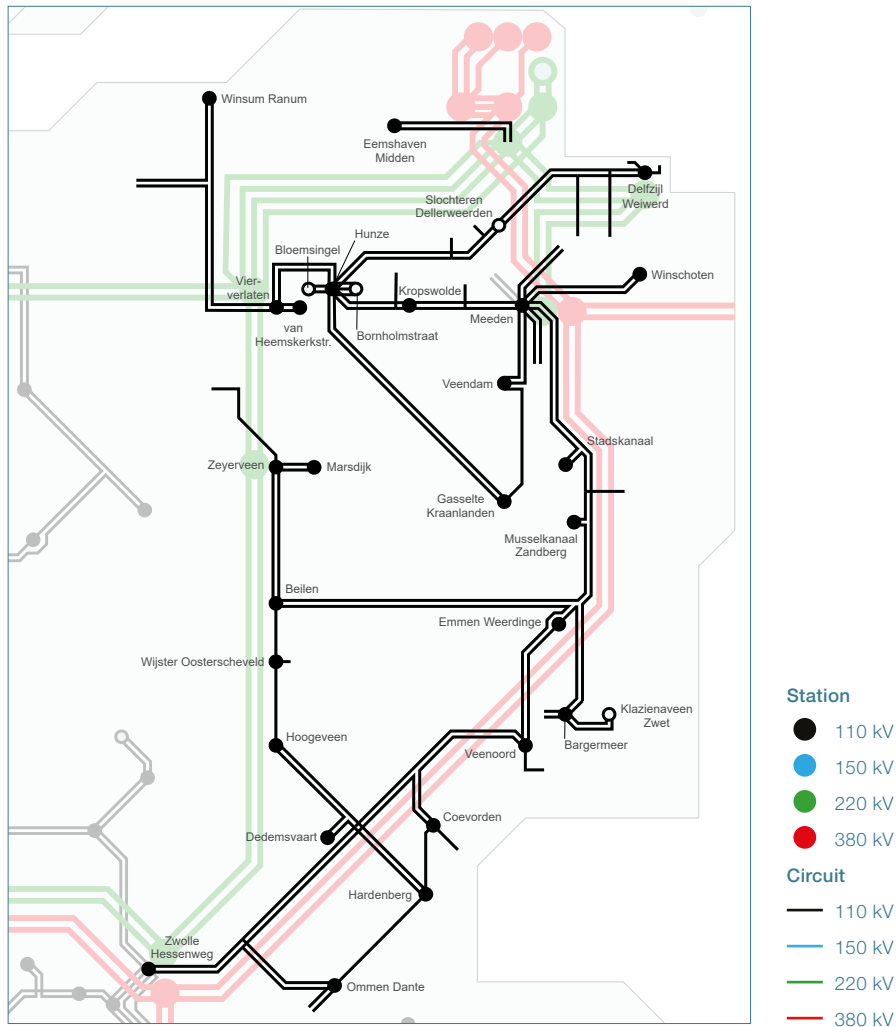 Winsum Ranum
Eemshaven
Midden
Delfzijl
Weiwerd
Slochteren
Dellerweerden
Hunze
Bloemsingel
Vier-
verlaten
Winschoten
Kropswolde
van
Heemskerkstr.
Bornholmstraat
Meeden
Veendam
Stadskanaal
Zeyerveen
Marsdijk
Gasselte
Kraanlanden
Musselkanaal
Zandberg
Beilen
Emmen Weerdinge
Wijster Oosterscheveld
Klazienaveen
Zwet
Hoogeveen
Veenoord
Bargermeer
Dedemsvaart
Coevorden
Hardenberg
Zwolle
Hessenweg
Ommen Dante
Station
110 kV
150 kV
220 kV
380 kV
Circuit
110 kV
150 kV
220 kV
380 kV